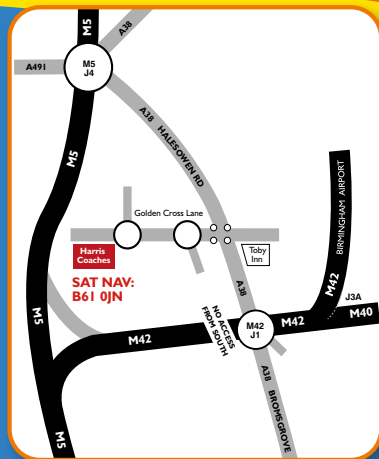 M5
A38
A491
M5
J4
A38 HALESOWEN RD
M5
BIRMINGHAM AIRPORT
Golden Cross Lane
Harris
Coaches
Toby
Inn
SAT NAV:
B61 0JN
A38
M42
J3A
M5
NO ACCESS
FROM SOUTH
M42
J1
M42
M40
M42
A38 BROMSGROVE
M5